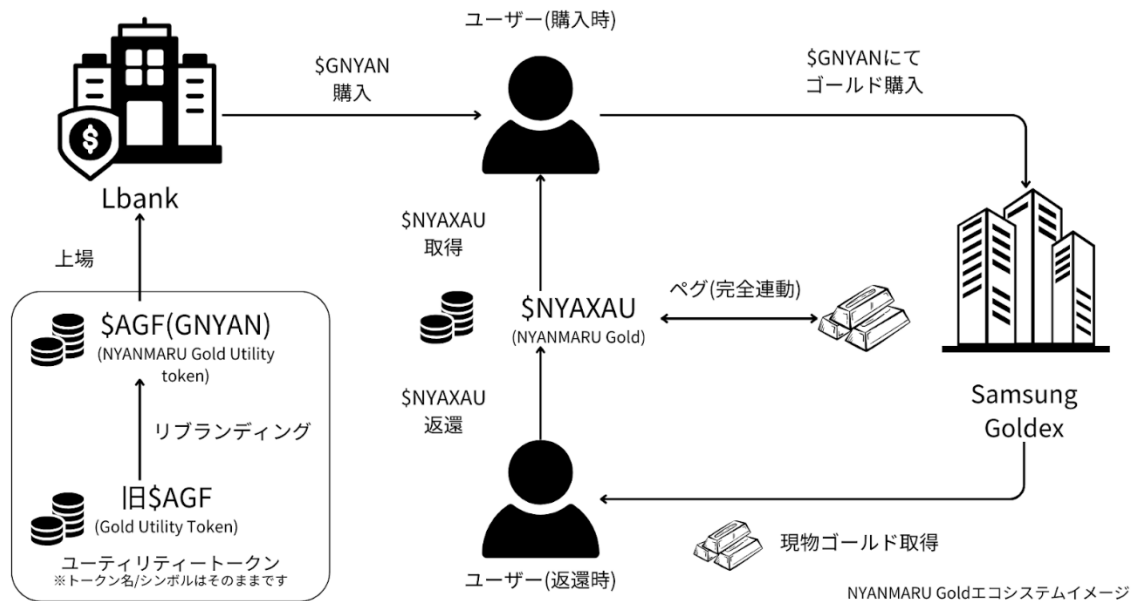 ユーザー(購入時)
$GNYAN
購入
$GNYANにて
ゴールド購入
Lbank
上場
$NYAXAU
取得
$AGF(GNYAN)
(NYANMARU Gold Utility
token)
$NYAXAU
(NYANMARU Gold)
ペグ(完全連動)
Samsung
Goldex
リブランディング
$NYAXAU
返還
旧$AGF
(Gold Utility Token)
ユーティリティートークン
※トークン名/シンボルはそのままです
現物ゴールド取得
ユーザー(返還時)
NYANMARU Goldエコシステムイメージ